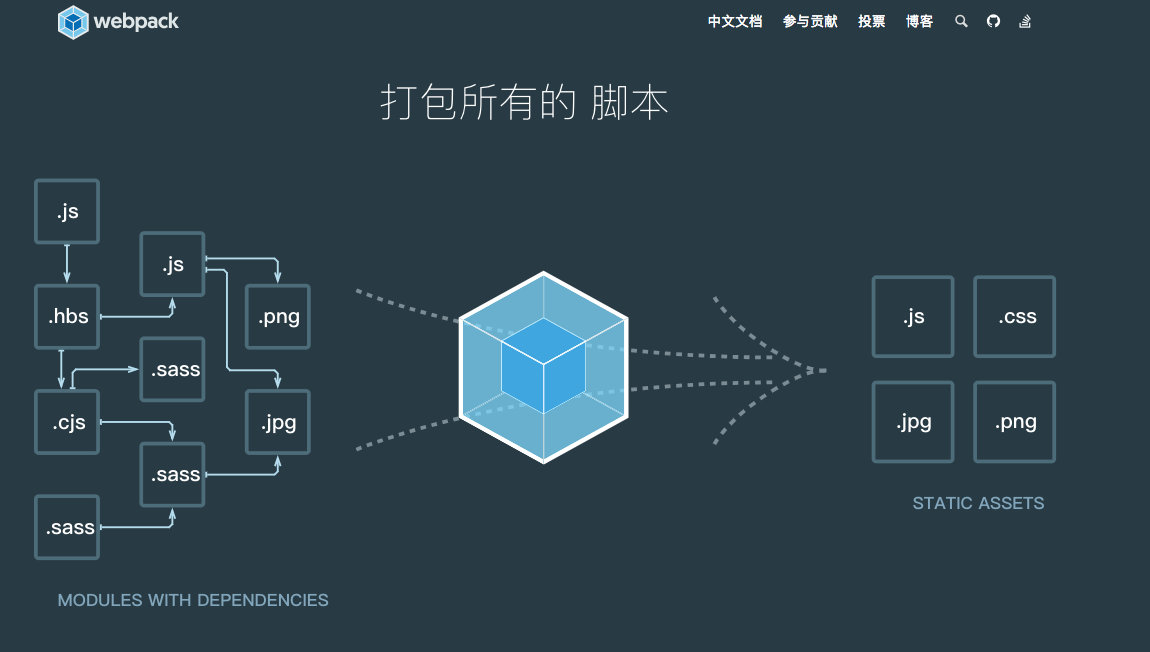 webpack
中文文档 参与贡献 投票 博客
打包所有的 脚本
.js
.js
.hbs
.png
.sass
.cjs
.jpg
.sass
.sass
MODULES WITH DEPENDENCIES
.js
.css
.jpg
.png
STATIC ASSETS